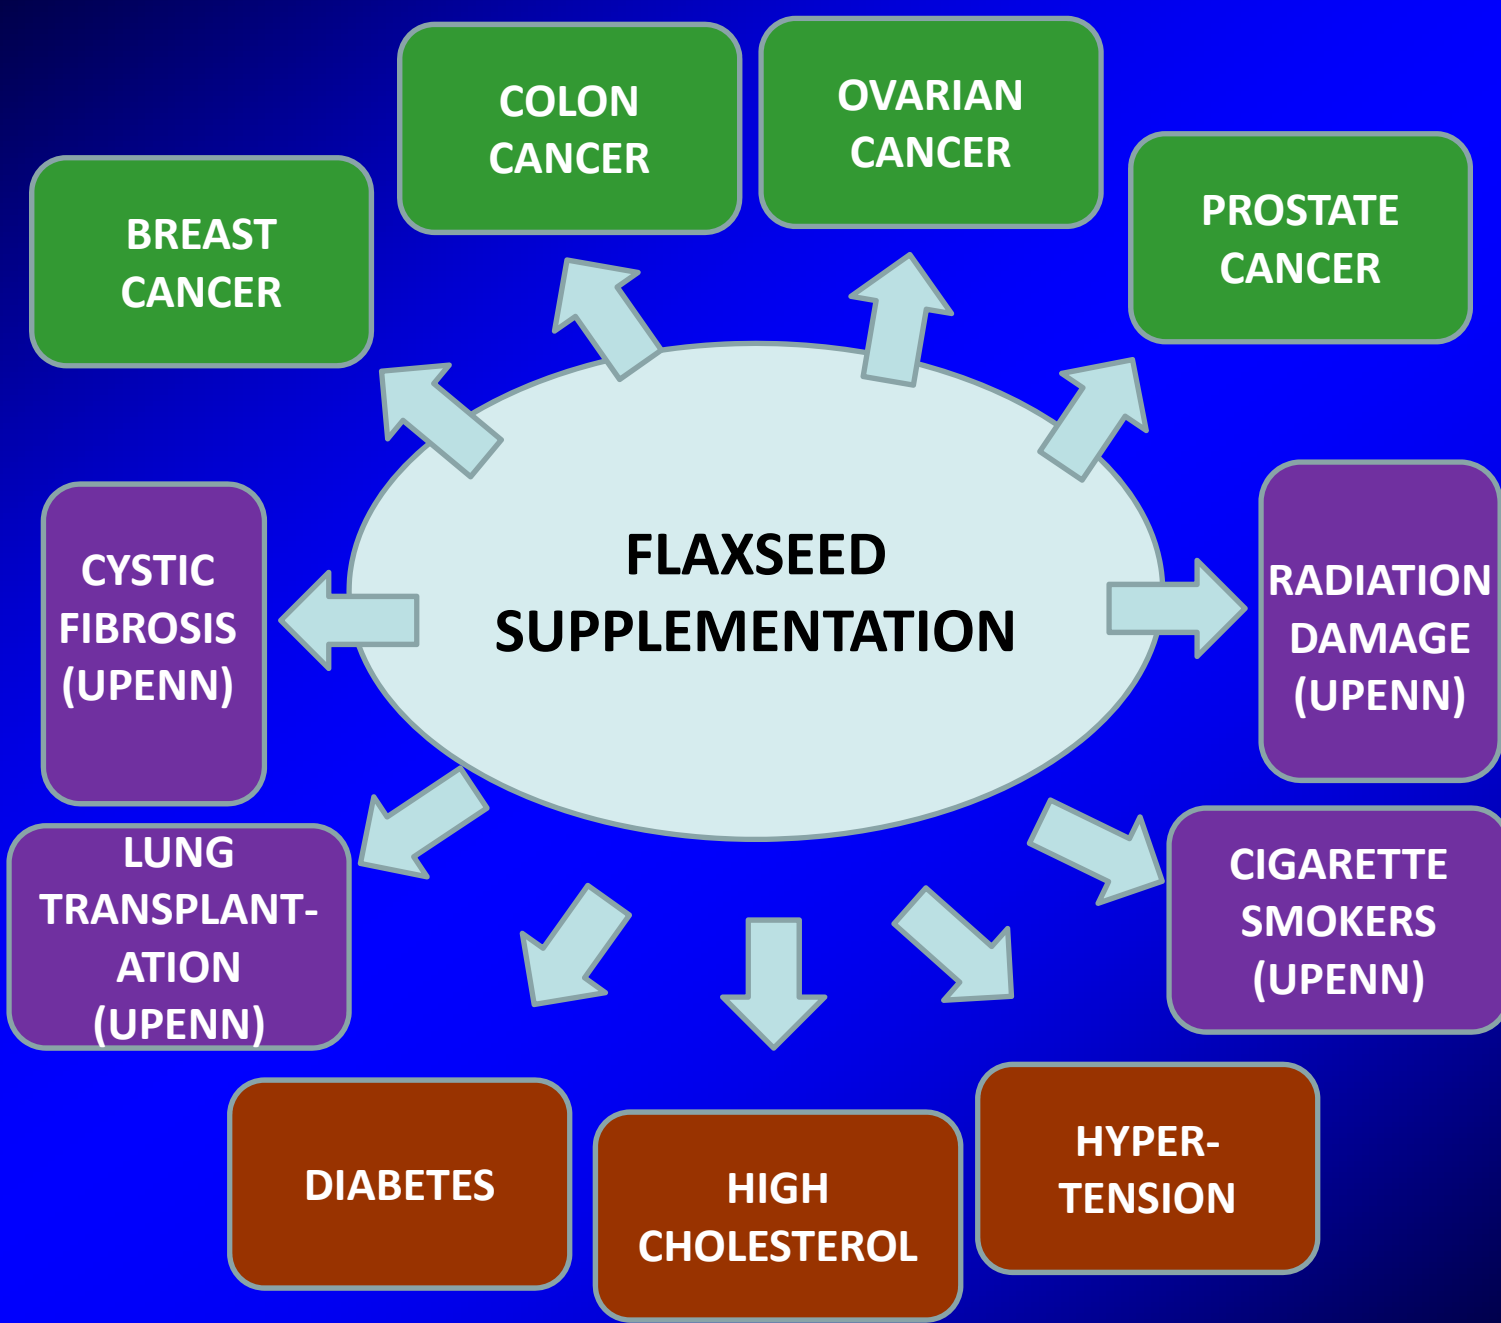 COLON
CANCER
OVARIAN
CANCER
BREAST
CANCER
PROSTATE
CANCER
FLAXSEED
SUPPLEMENTATION
CYSTIC
FIBROSIS
(UPENN)
RADIATION
DAMAGE
(UPENN)
LUNG
TRANSPLANT-
ATION
(UPENN)
CIGARETTE
SMOKERS
(UPENN)
DIABETES
HIGH
CHOLESTEROL
HYPER-
TENSION